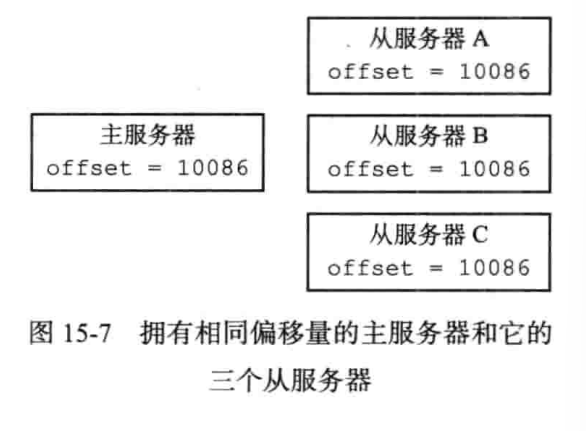 从服务器 A
offset = 10086
主服务器
offset = 10086
从服务器 B
offset = 10086
从服务器 C
offset = 10086
图 15-7 拥有相同偏移量的主服务器和它的
三个从服务器